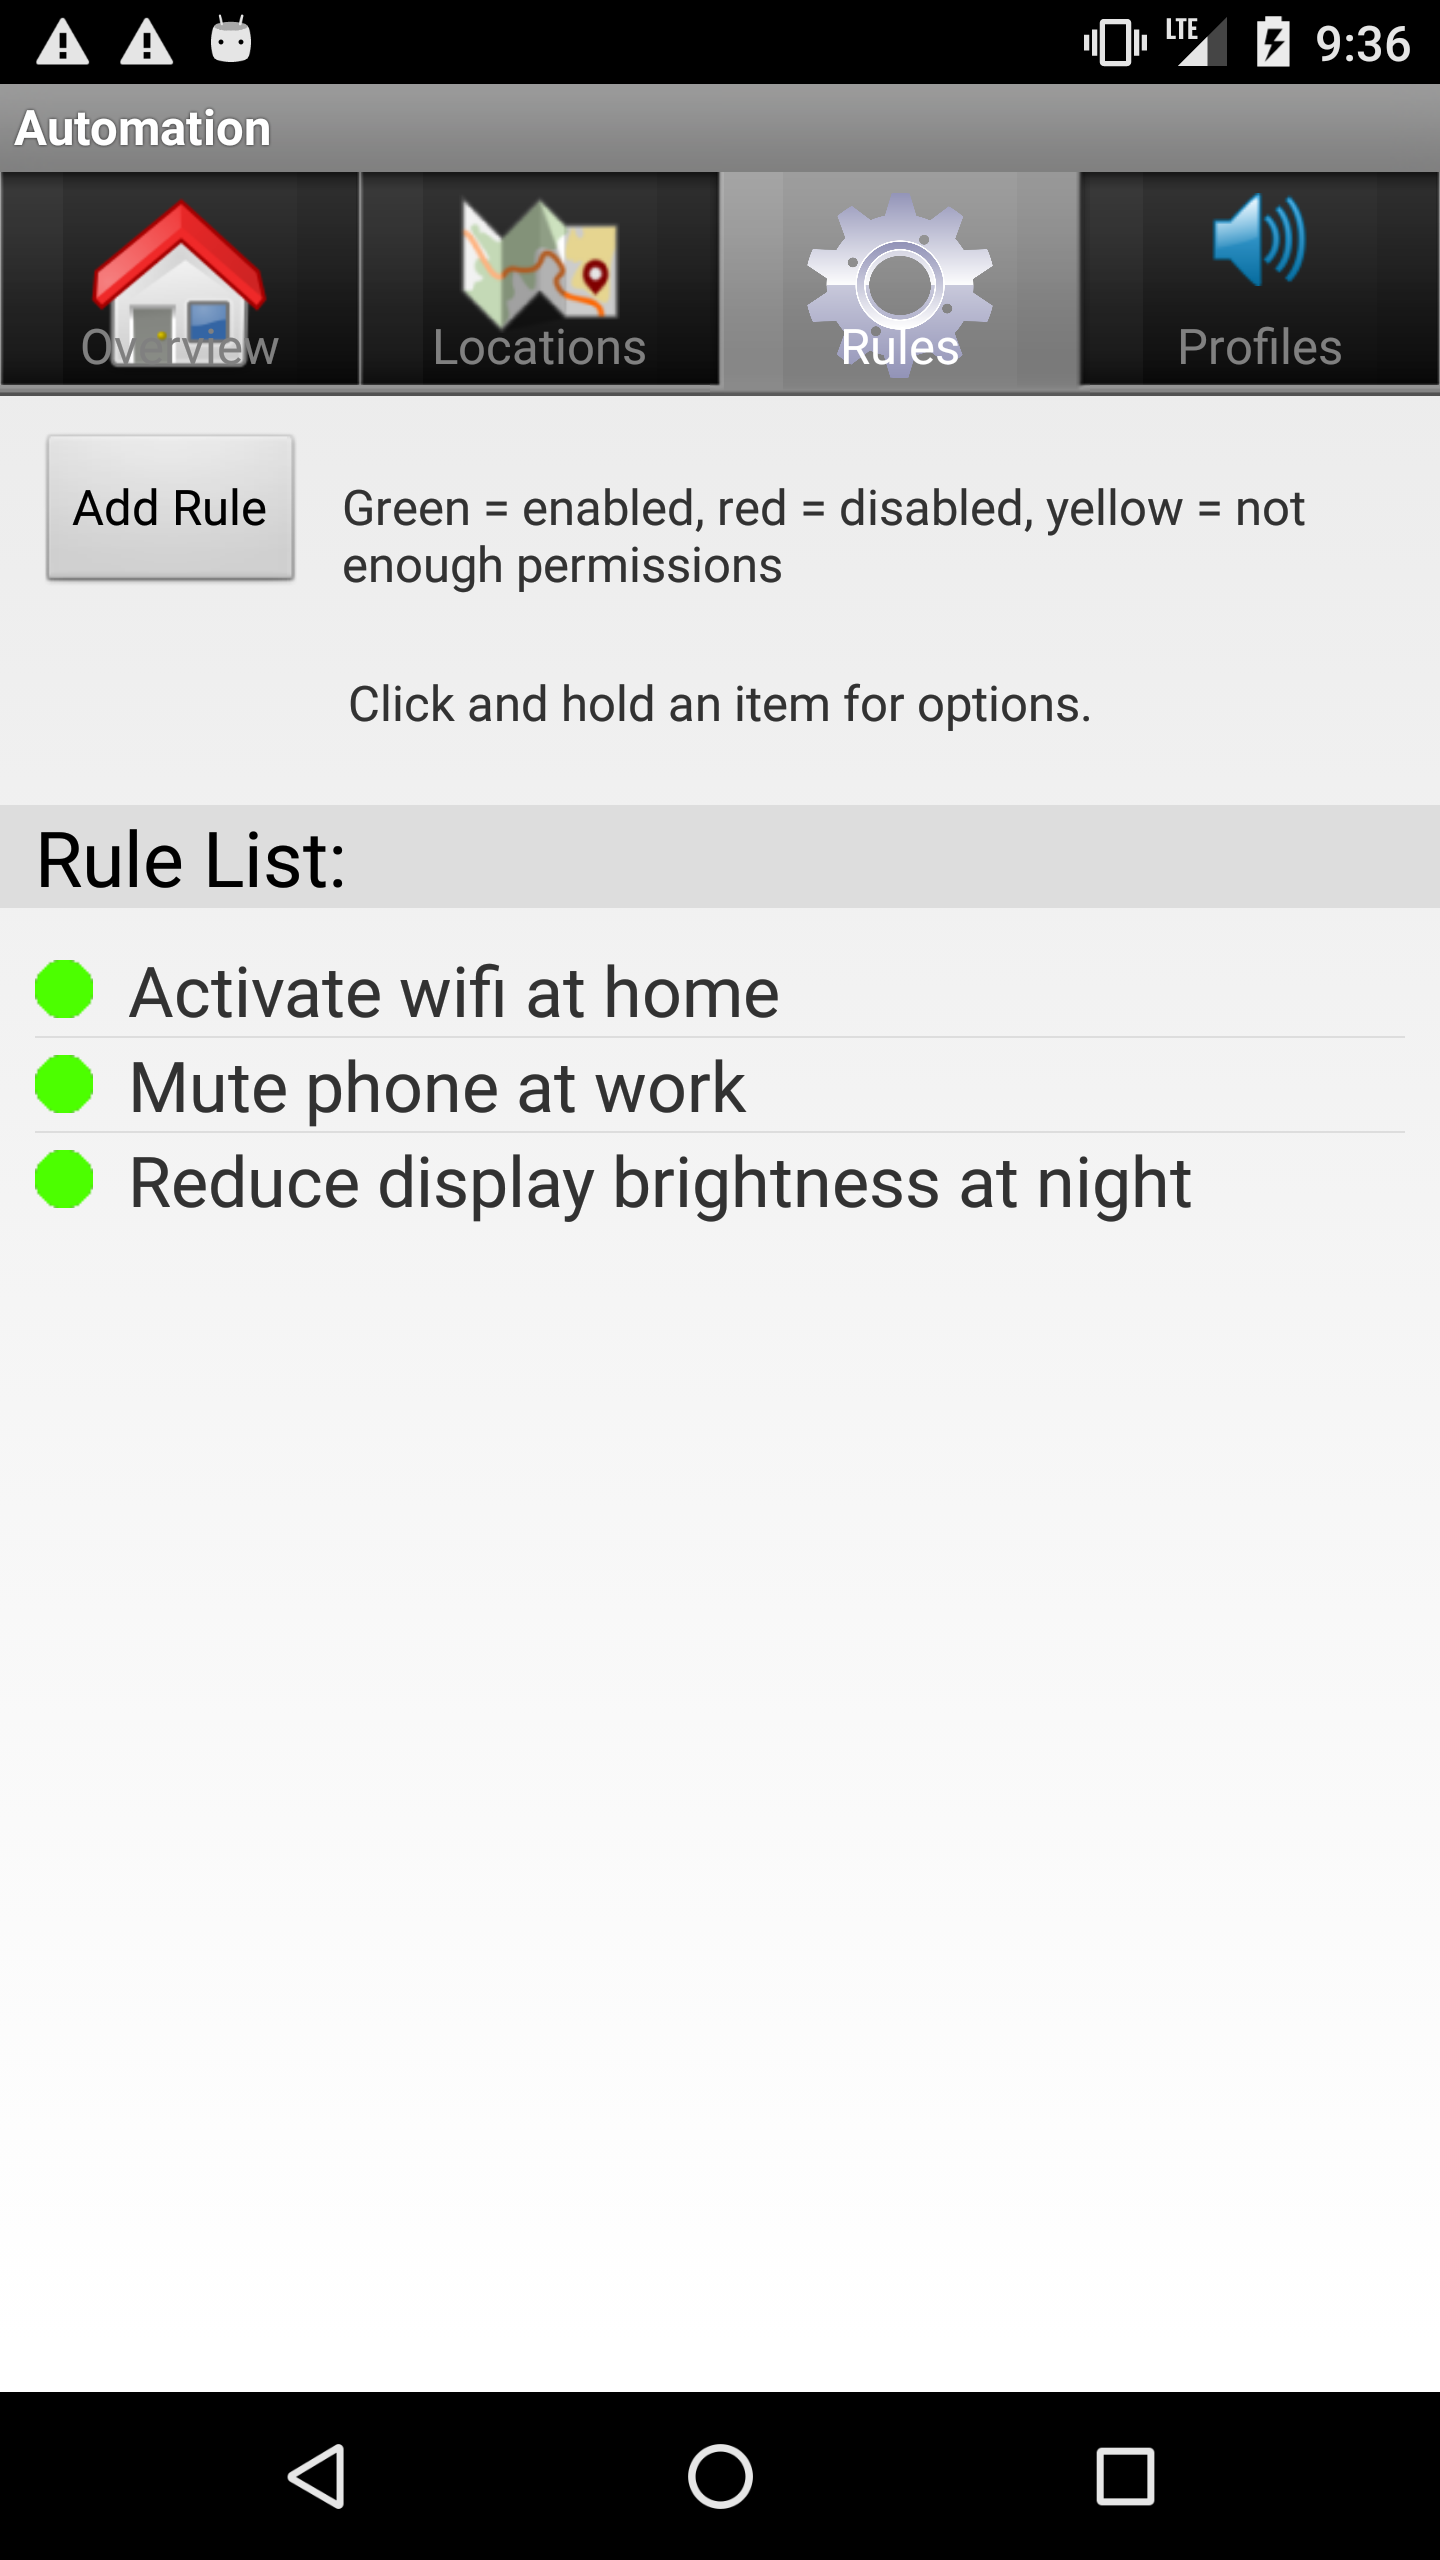 LTE 9:36
Automation
Overview Locations Rules Profiles
Add Rule
Green = enabled, red = disabled, yellow = not
enough permissions
Click and hold an item for options.
Rule List:
Activate wifi at home
Mute phone at work
Reduce display brightness at night